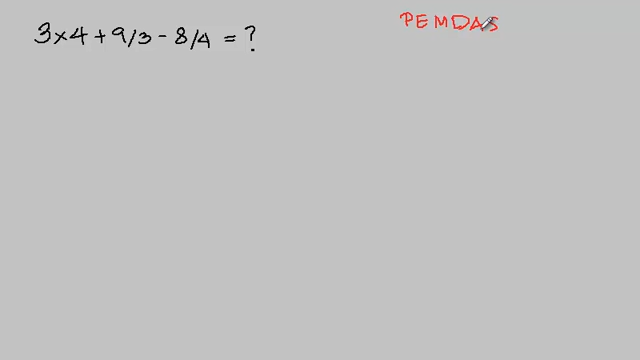 3×4 + 9/3 - 8/4 = ?
PEMDAS